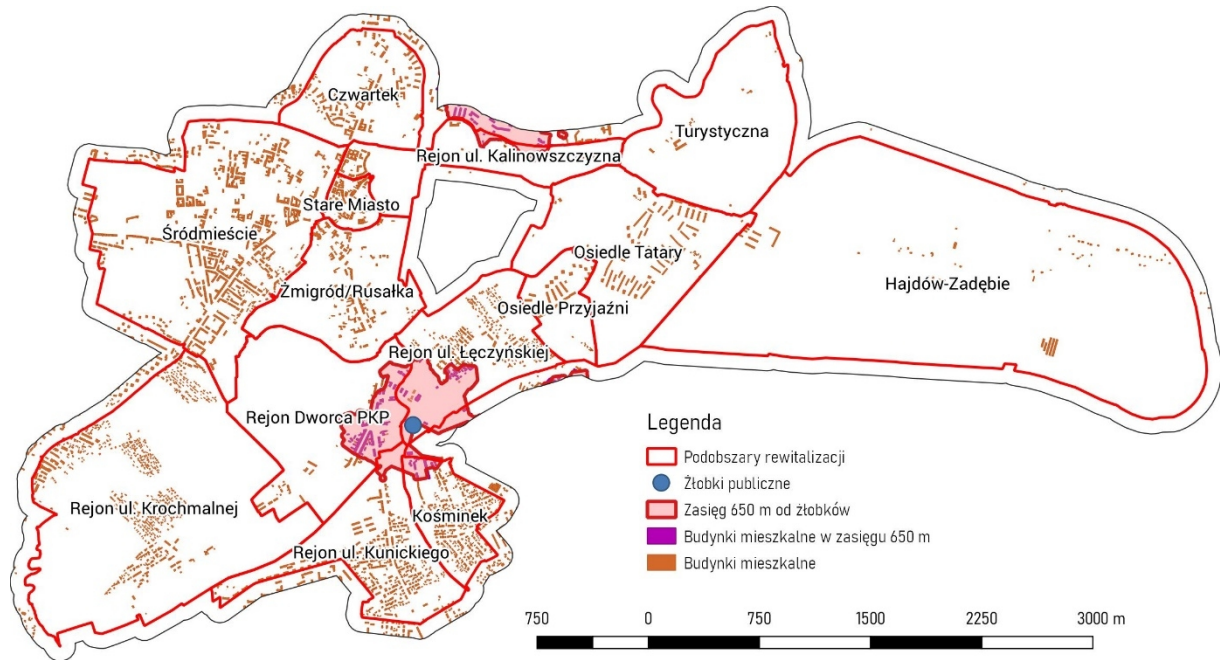 Czwartek
Turystyczna
Rejon ul. Kalinowszczyzna
Stare Miasto
Śródmieście
Osiedle Tatary
Hajdów-Zadębie
Żmigród/Rusałka
Osiedle Przyjaźni
Rejon ul. Łęczyńskiej
Rejon Dworca PKP
Rejon ul. Krochmalnej
Kośminek
Rejon ul. Kunickiego
Legenda
Podobszary rewitalizacji
Żłobki publiczne
Zasięg 650 m od żłobków
Budynki mieszkalne w zasięgu 650 m
Budynki mieszkalne
750 0 750 1500 2250 3000 m